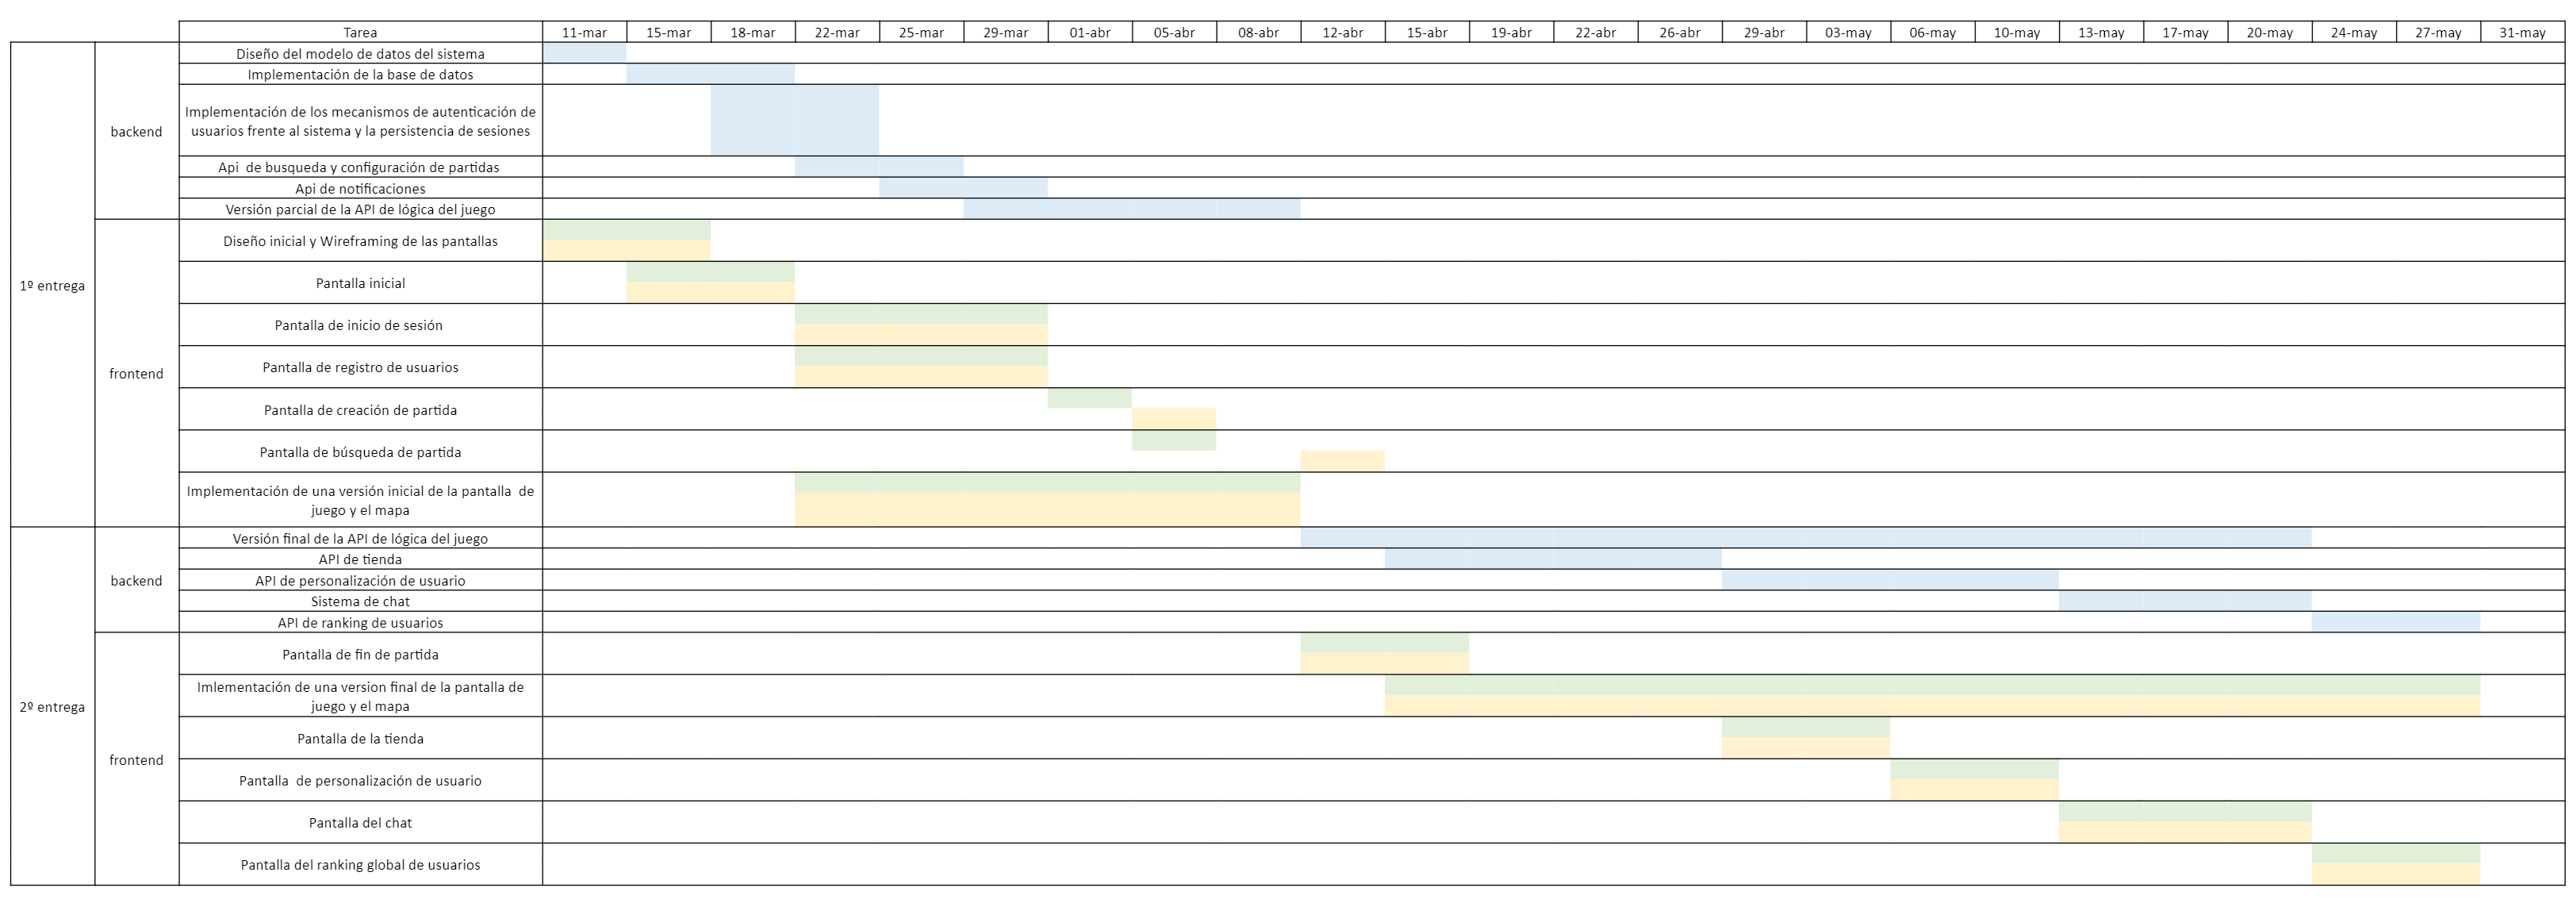 Tarea 11-mar 15-mar 18-mar 22-mar 25-mar 29-mar 01-abr 05-abr 08-abr 12-abr 15-abr 19-abr 22-abr 26-abr 29-abr 03-may 06-may 10-may 13-may 17-may 20-may 24-may 27-may 31-may
1º entrega
backend
Diseño del modelo de datos del sistema
Implementación de la base de datos
Implementación de los mecanismos de autenticación de
usuarios frente al sistema y la persistencia de sesiones
Api  de busqueda y configuración de partidas
Api de notificaciones
Versión parcial de la API de lógica del juego
frontend
Diseño inicial y Wireframing de las pantallas
Pantalla inicial
Pantalla de inicio de sesión
Pantalla de registro de usuarios
Pantalla de creación de partida
Pantalla de búsqueda de partida
Implementación de una versión inicial de la pantalla  de
juego y el mapa
2º entrega
backend
Versión final de la API de lógica del juego
API de tienda
API de personalización de usuario
Sistema de chat
API de ranking de usuarios
frontend
Pantalla de fin de partida
Imlementación de una version final de la pantalla de
juego y el mapa
Pantalla de la tienda
Pantalla  de personalización de usuario
Pantalla del chat
Pantalla del ranking global de usuarios